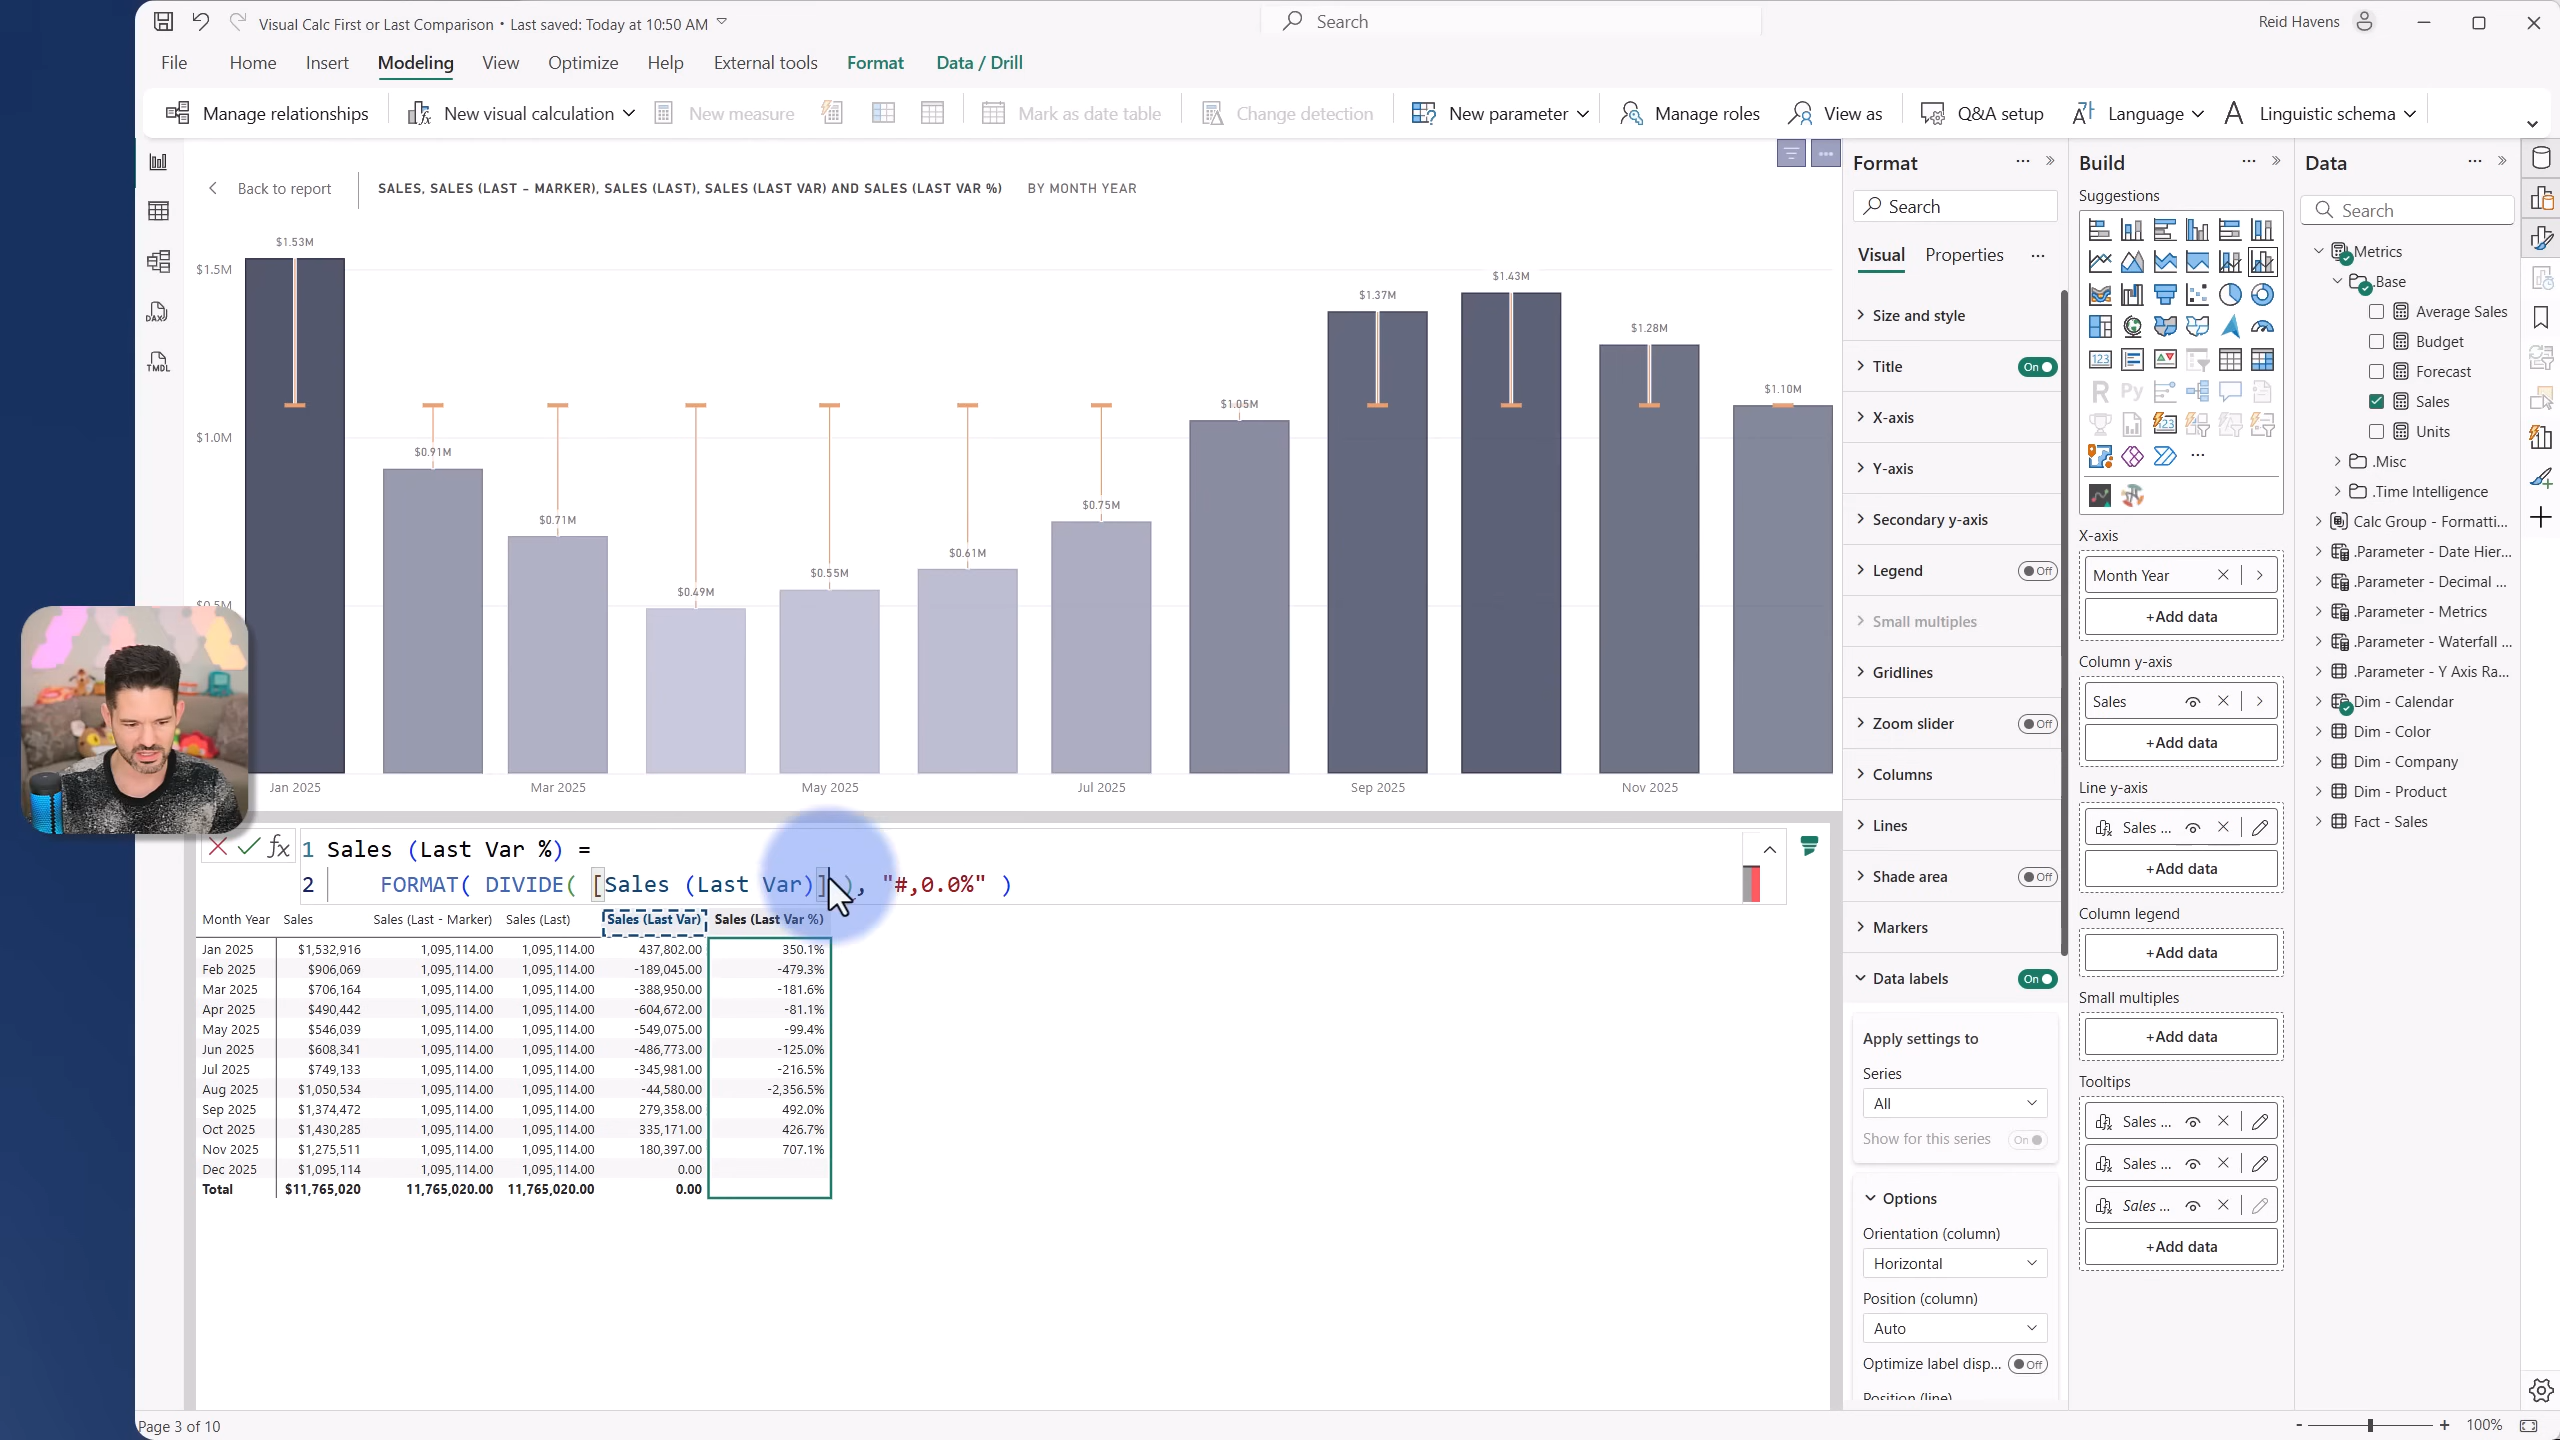 Visual Calc First or Last Comparison • Last saved: Today at 10:50 AM
Search
Reid Havens
File Home Insert Modeling View Optimize Help External tools Format Data / Drill
Manage relationships New visual calculation New measure Mark as date table Change detection New parameter Manage roles View as Q&A setup Language Linguistic schema
Back to report SALES, SALES (LAST - MARKER), SALES (LAST), SALES (LAST VAR) AND SALES (LAST VAR %) BY MONTH YEAR
$1.5M
$1.0M
$0.5M
$1.53M
$0.91M
$0.71M
$0.49M
$0.55M
$0.61M
$0.75M
$1.05M
$1.37M
$1.43M
$1.28M
$1.10M
Jan 2025 Mar 2025 May 2025 Jul 2025 Sep 2025 Nov 2025
DAX
TMDL
1 Sales (Last Var %) =
2 FORMAT( DIVIDE( [Sales (Last Var)] ), "#,0.0%" )
Month Year Sales Sales (Last - Marker) Sales (Last) Sales (Last Var) Sales (Last Var %)
Jan 2025 $1,532,916 1,095,114.00 1,095,114.00 437,802.00 350.1%
Feb 2025 $906,069 1,095,114.00 1,095,114.00 -189,045.00 -479.3%
Mar 2025 $706,164 1,095,114.00 1,095,114.00 -388,950.00 -181.6%
Apr 2025 $490,442 1,095,114.00 1,095,114.00 -604,672.00 -81.1%
May 2025 $546,039 1,095,114.00 1,095,114.00 -549,075.00 -99.4%
Jun 2025 $608,341 1,095,114.00 1,095,114.00 -486,773.00 -125.0%
Jul 2025 $749,133 1,095,114.00 1,095,114.00 -345,981.00 -216.5%
Aug 2025 $1,050,534 1,095,114.00 1,095,114.00 -44,580.00 -2,356.5%
Sep 2025 $1,374,472 1,095,114.00 1,095,114.00 279,358.00 492.0%
Oct 2025 $1,430,285 1,095,114.00 1,095,114.00 335,171.00 426.7%
Nov 2025 $1,275,511 1,095,114.00 1,095,114.00 180,397.00 707.1%
Dec 2025 $1,095,114 1,095,114.00 1,095,114.00 0.00
Total $11,765,020 11,765,020.00 11,765,020.00 0.00
Format
Search
Visual Properties
Size and style
Title On
X-axis
Y-axis
Secondary y-axis
Legend Off
Small multiples
Gridlines
Zoom slider Off
Columns
Lines
Shade area Off
Markers
Data labels On
Apply settings to
Series
All
Show for this series On
Options
Orientation (column)
Horizontal
Position (column)
Auto
Optimize label disp... Off
Position (line)
Build
Suggestions
123
R Py
123
X-axis
Month Year
+Add data
Column y-axis
Sales
+Add data
Line y-axis
Sales ...
+Add data
Column legend
+Add data
Small multiples
+Add data
Tooltips
Sales ...
Sales ...
Sales ...
+Add data
Data
Search
Metrics
.Base
Average Sales
Budget
Forecast
Sales
Units
.Misc
.Time Intelligence
Calc Group - Formatti...
.Parameter - Date Hier...
.Parameter - Decimal ...
.Parameter - Metrics
.Parameter - Waterfall ...
.Parameter - Y Axis Ra...
Dim - Calendar
Dim - Color
Dim - Company
Dim - Product
Fact - Sales
Page 3 of 10
- + 100%